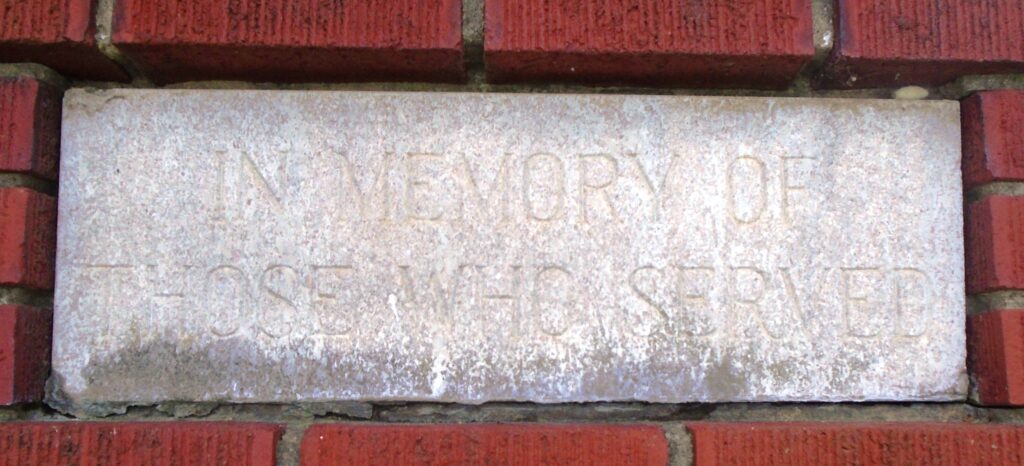 IN MEMORY OF
THOSE WHO SERVED